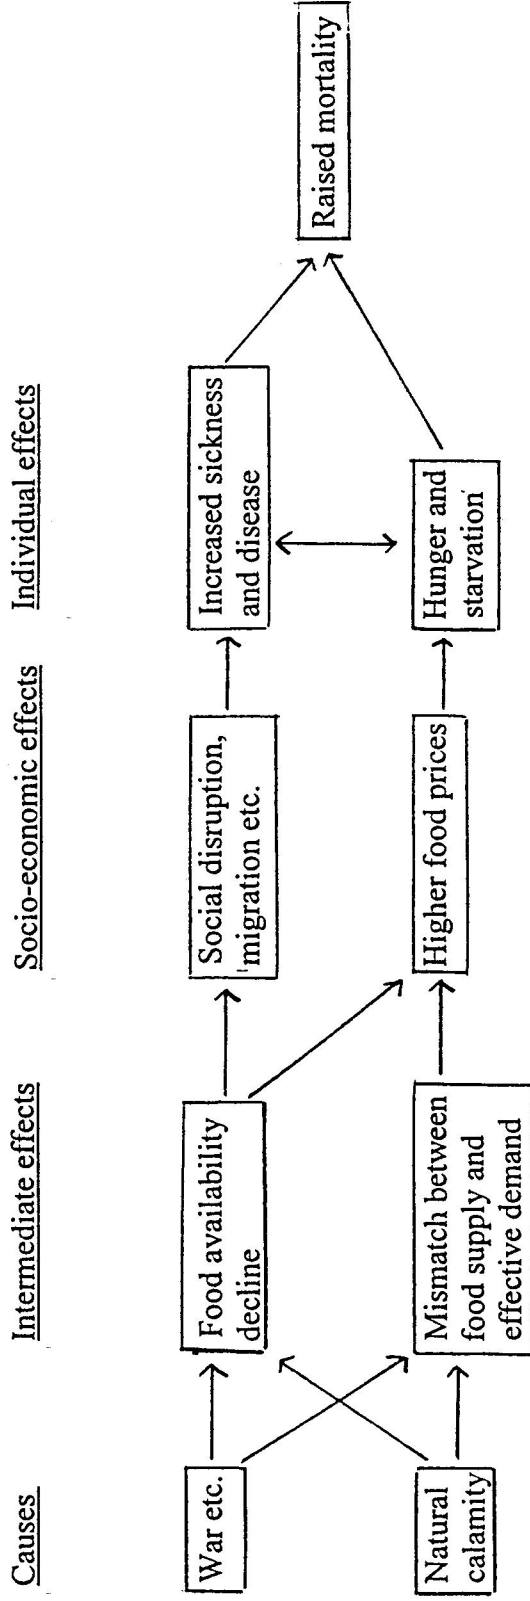 Causes
Intermediate effects
Socio-economic effects
Individual effects
War etc.
Food availability
decline
Social disruption,
migration etc.
Increased sickness
and disease
Raised mortality
Natural
calamity
Mismatch between
food supply and
effective demand
Higher food prices
Hunger and
starvation